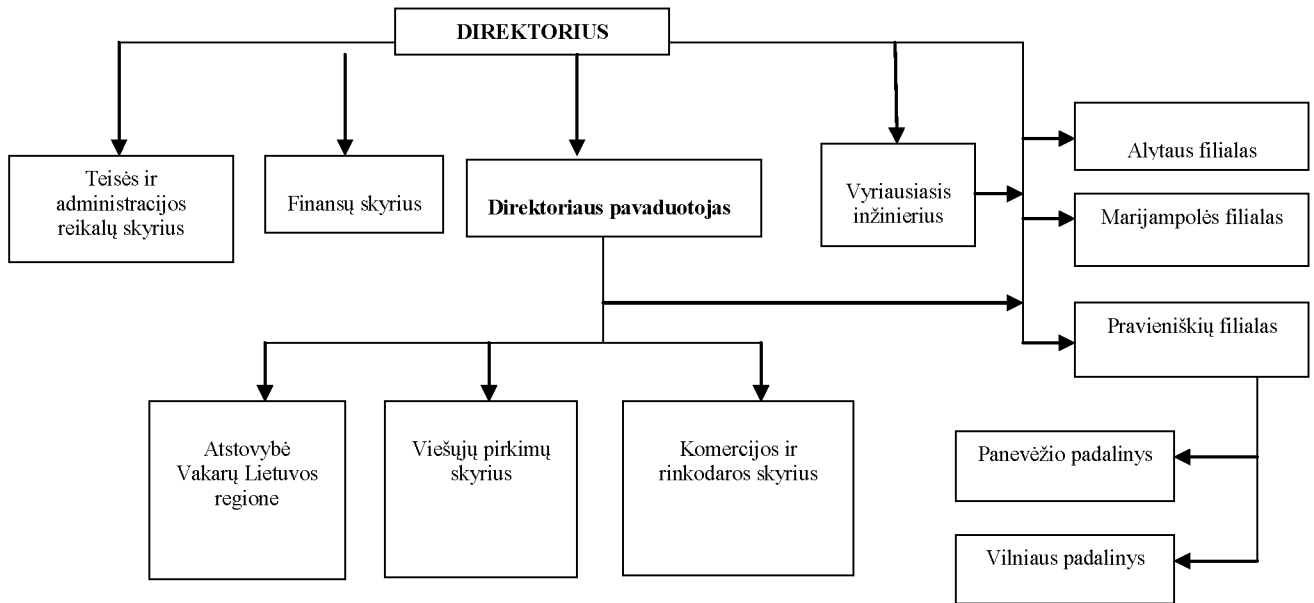 DIREKTORIUS
Teisės ir
administracijos
reikalų skyrius
Finansų skyrius
Direktoriaus pavaduotojas
Vyriausiasis
inžinierius
Alytaus filialas
Marijampolės filialas
Pravieniškių filialas
Atstovybė
Vakarų Lietuvos
regione
Viešųjų pirkimų
skyrius
Komercijos ir
rinkodaros skyrius
Panevėžio padalinys
Vilniaus padalinys